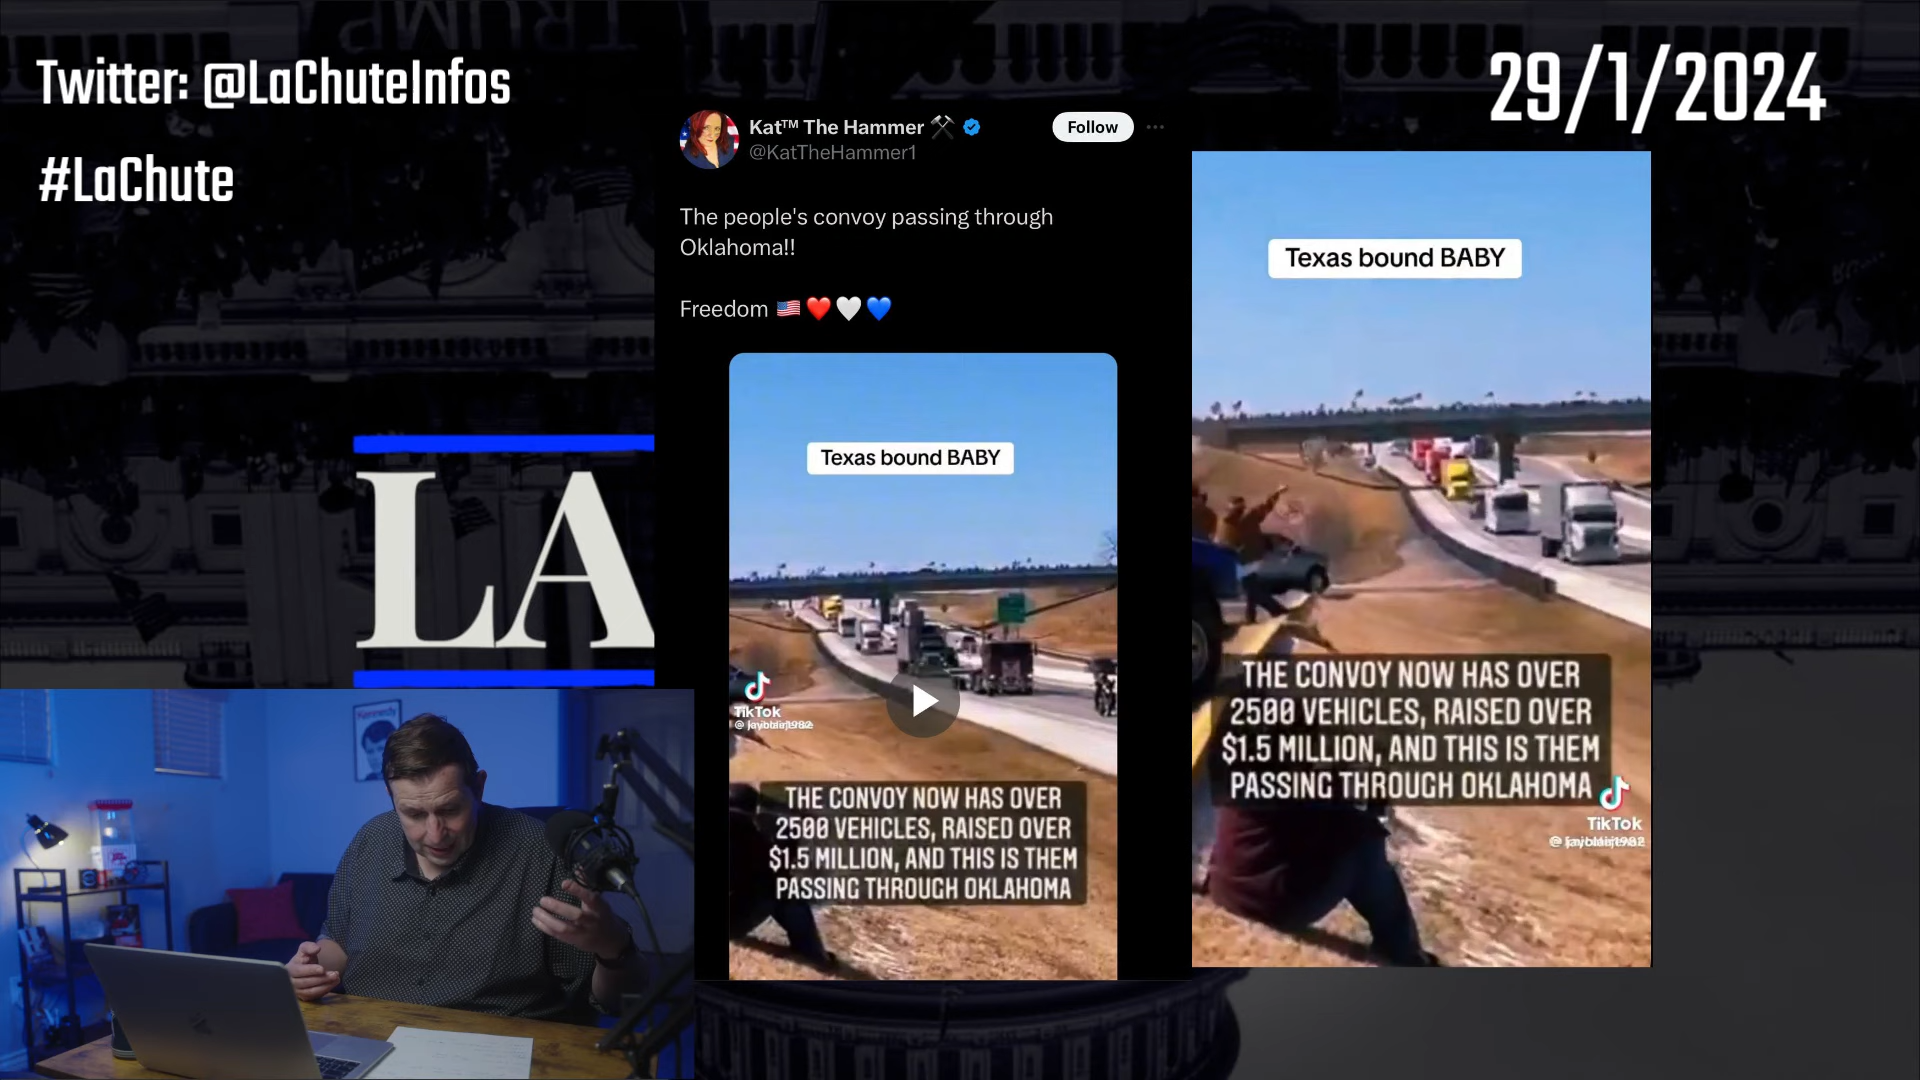 TRUMP
Twitter: @LaChuteInfos
#LaChute
29/1/2024
Kat™ The Hammer ⚒
@KatTheHammer1
Follow
The people's convoy passing through
Oklahoma!!
Freedom 🇺🇸❤️🤍💙
Texas bound BABY
TikTok
THE CONVOY NOW HAS OVER
2500 VEHICLES, RAISED OVER
$1.5 MILLION, AND THIS IS THEM
PASSING THROUGH OKLAHOMA
Texas bound BABY
THE CONVOY NOW HAS OVER
2500 VEHICLES, RAISED OVER
$1.5 MILLION, AND THIS IS THEM
PASSING THROUGH OKLAHOMA
TikTok
LA
Kennedy